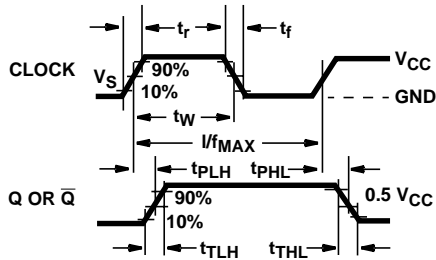 tr tf
CLOCK VS 90% VCC
10% GND
tW
I/fMAX
tPLH tPHL
Q OR Q̅ 90% 0.5 VCC
10%
tTLH tTHL